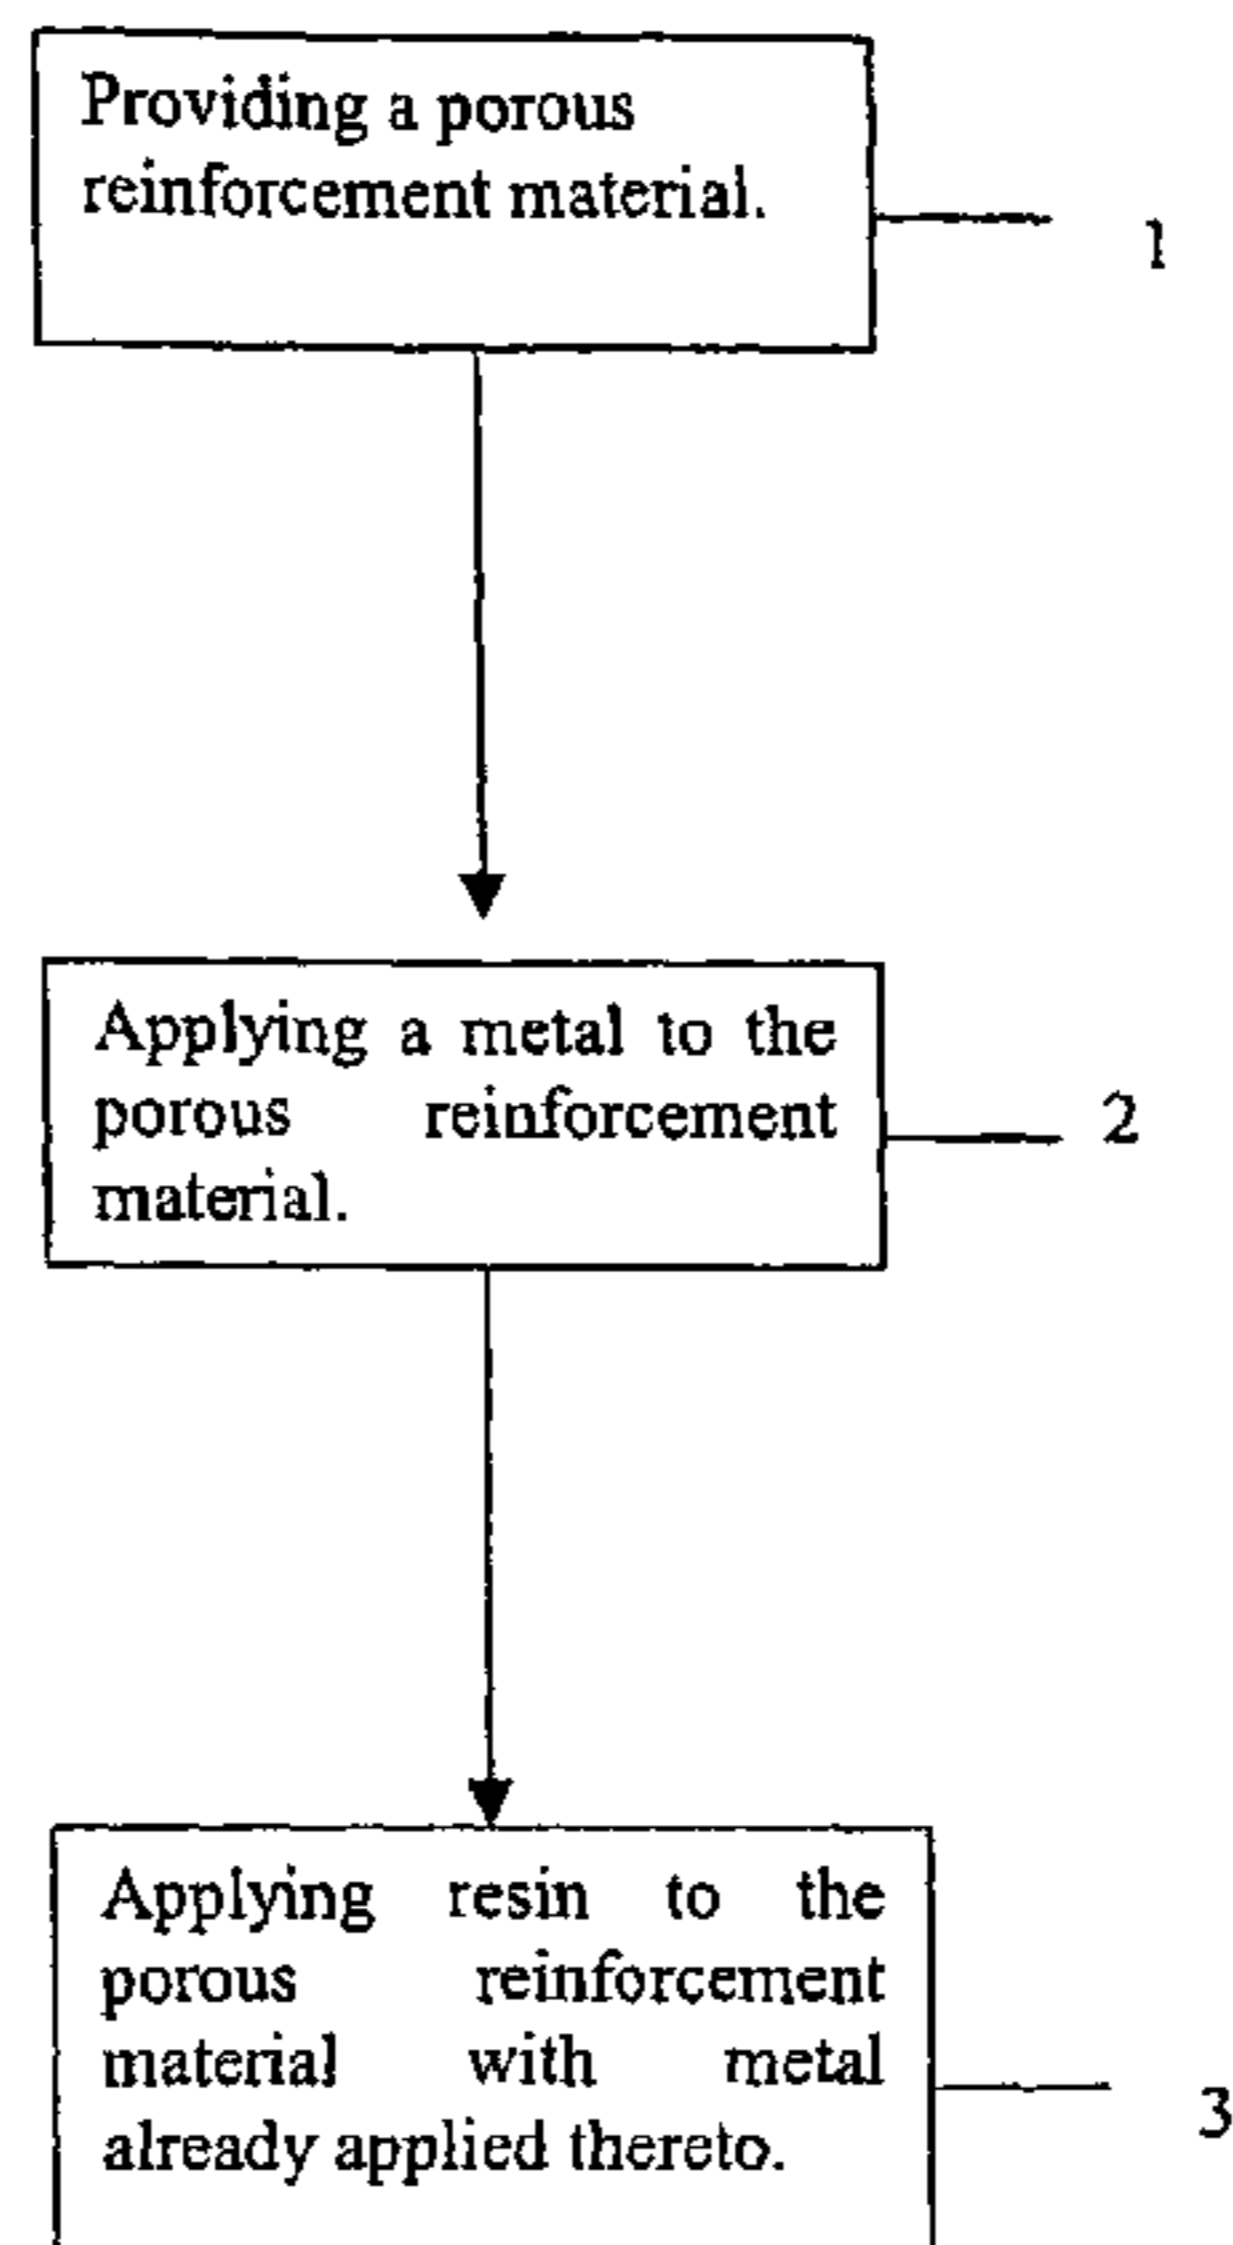 Providing a porous
reinforcement material.
1
Applying a metal to the
porous reinforcement
material.
2
Applying resin to the
porous reinforcement
material with metal
already applied thereto.
3